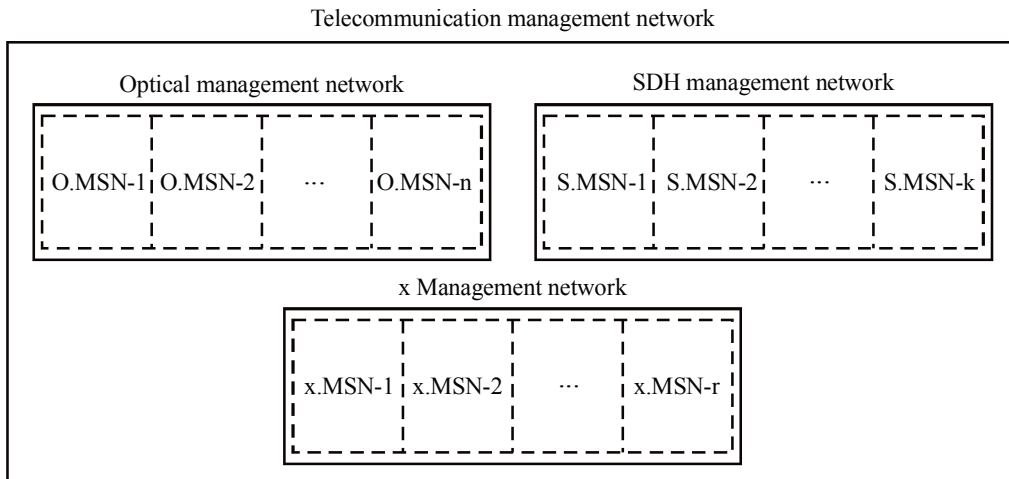 Telecommunication management network
Optical management network
SDH management network
O.MSN-1 O.MSN-2 ... O.MSN-n
S.MSN-1 S.MSN-2 ... S.MSN-k
x Management network
x.MSN-1 x.MSN-2 ... x.MSN-r